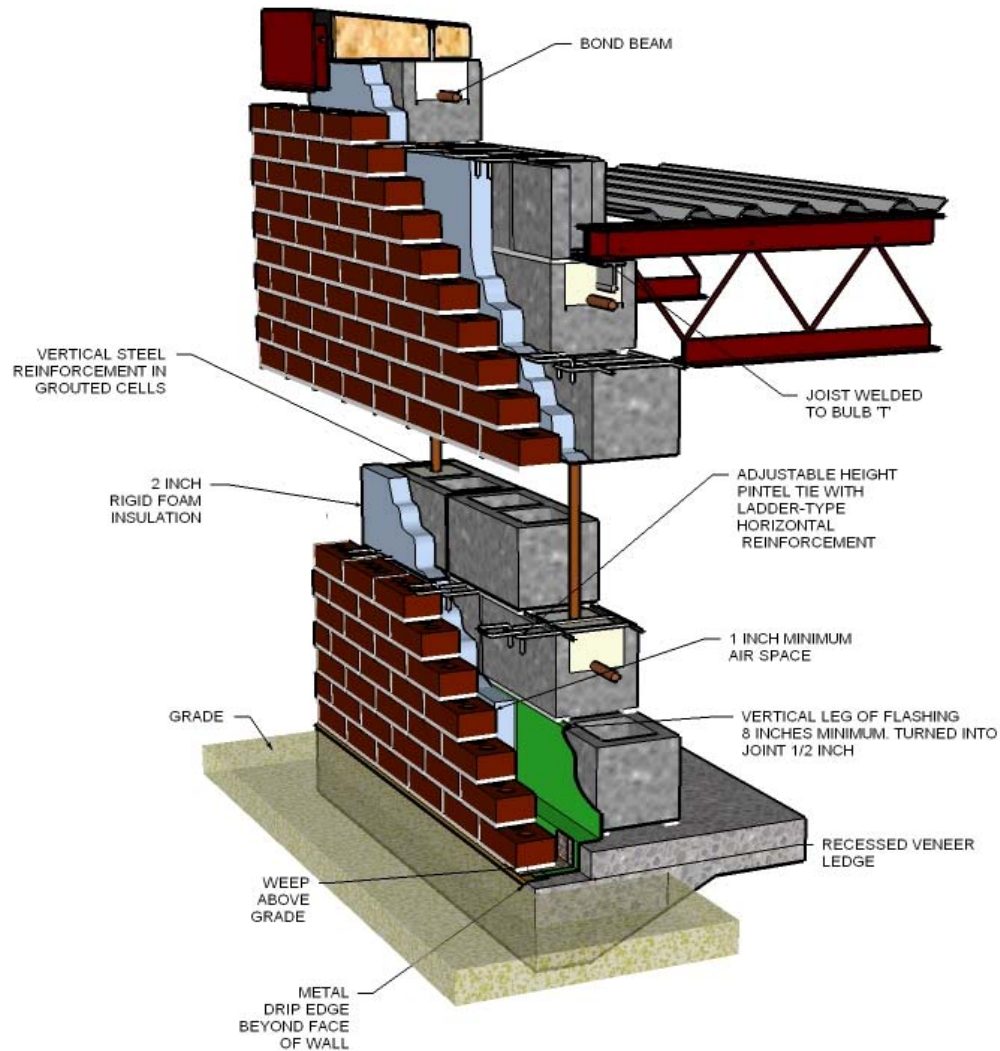 BOND BEAM
VERTICAL STEEL
REINFORCEMENT IN
GROUTED CELLS
JOIST WELDED
TO BULB 'T'
2 INCH
RIGID FOAM
INSULATION
ADJUSTABLE HEIGHT
PINTEL TIE WITH
LADDER-TYPE
HORIZONTAL
REINFORCEMENT
1 INCH MINIMUM
AIR SPACE
GRADE
VERTICAL LEG OF FLASHING
8 INCHES MINIMUM. TURNED INTO
JOINT 1/2 INCH
RECESSED VENEER
LEDGE
WEEP
ABOVE
GRADE
METAL
DRIP EDGE
BEYOND FACE
OF WALL